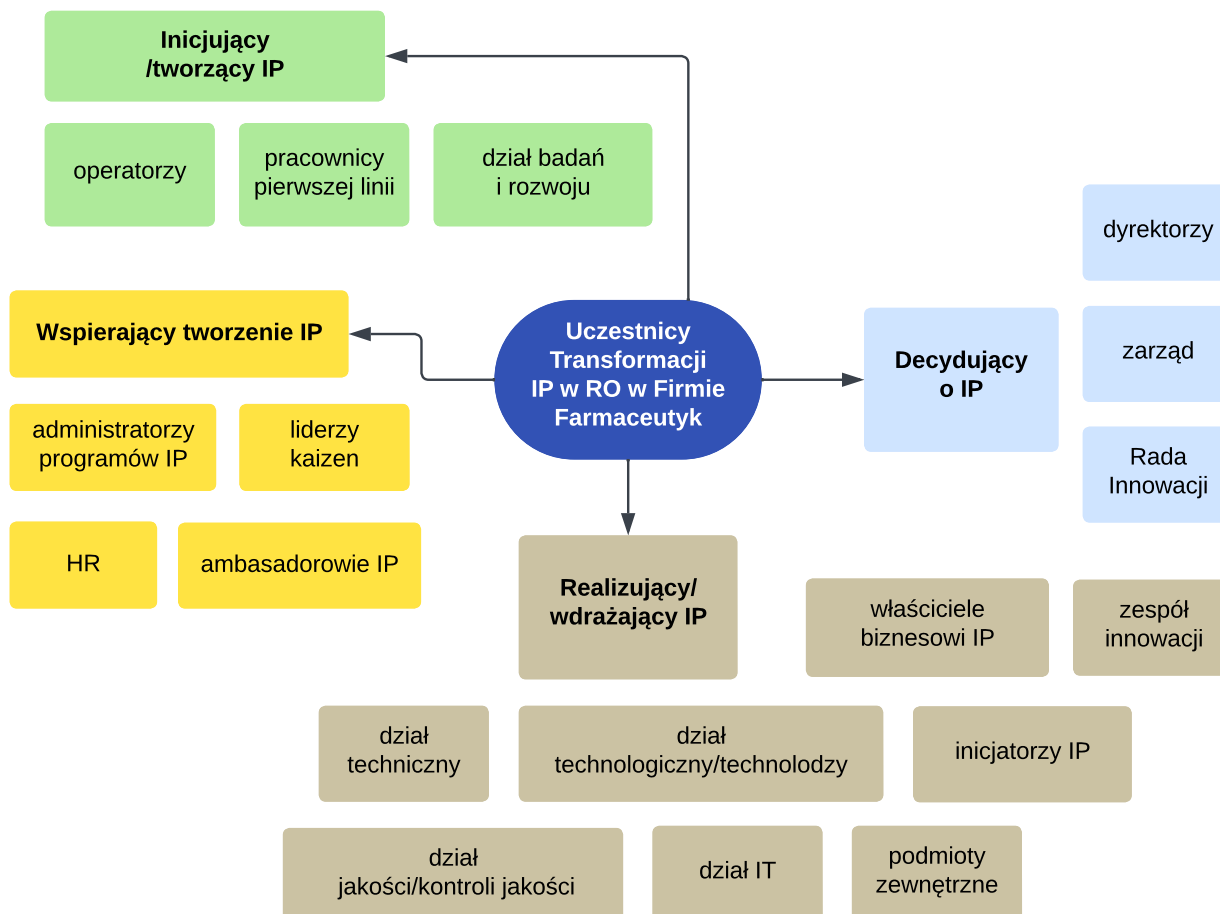 Inicjujący
/tworzący IP
operatorzy
pracownicy
pierwszej linii
dział badań
i rozwoju
Wspierający tworzenie IP
administratorzy
programów IP
liderzy
kaizen
HR
ambasadorowie IP
Uczestnicy
Transformacji
IP w RO w Firmie
Farmaceutyk
Decydujący
o IP
dyrektorzy
zarząd
Rada
Innowacji
Realizujący/
wdrażający IP
właściciele
biznesowi IP
zespół
innowacji
dział
techniczny
dział
technologiczny/technolodzy
inicjatorzy IP
dział
jakości/kontroli jakości
dział IT
podmioty
zewnętrzne